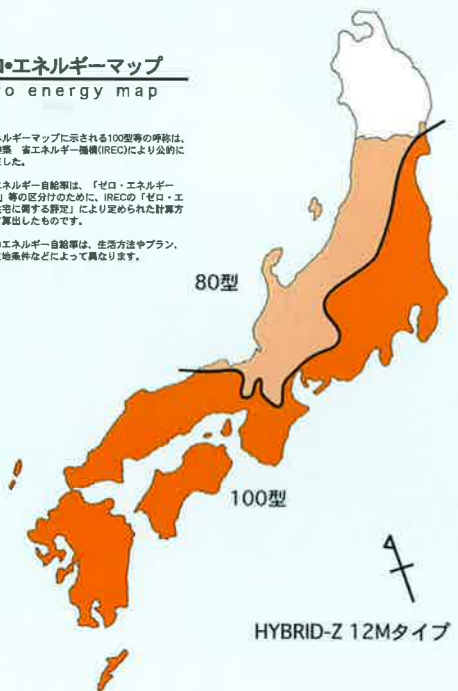 •エネルギーマップ
o energy map
ネルギーマップに示される100型等の呼称は、
築 省エネルギー機構(IREC)により公的に
ました。
エネルギー自給率は、「ゼロ・エネルギー
」等の区分けのために、IRECの「ゼロ・エ
住宅に関する評定」により定められた計算方
算出したものです。
エネルギー自給率は、生活方法やプラン、
地条件などによって異なります。
80型
100型
HYBRID-Z 12Mタイプ